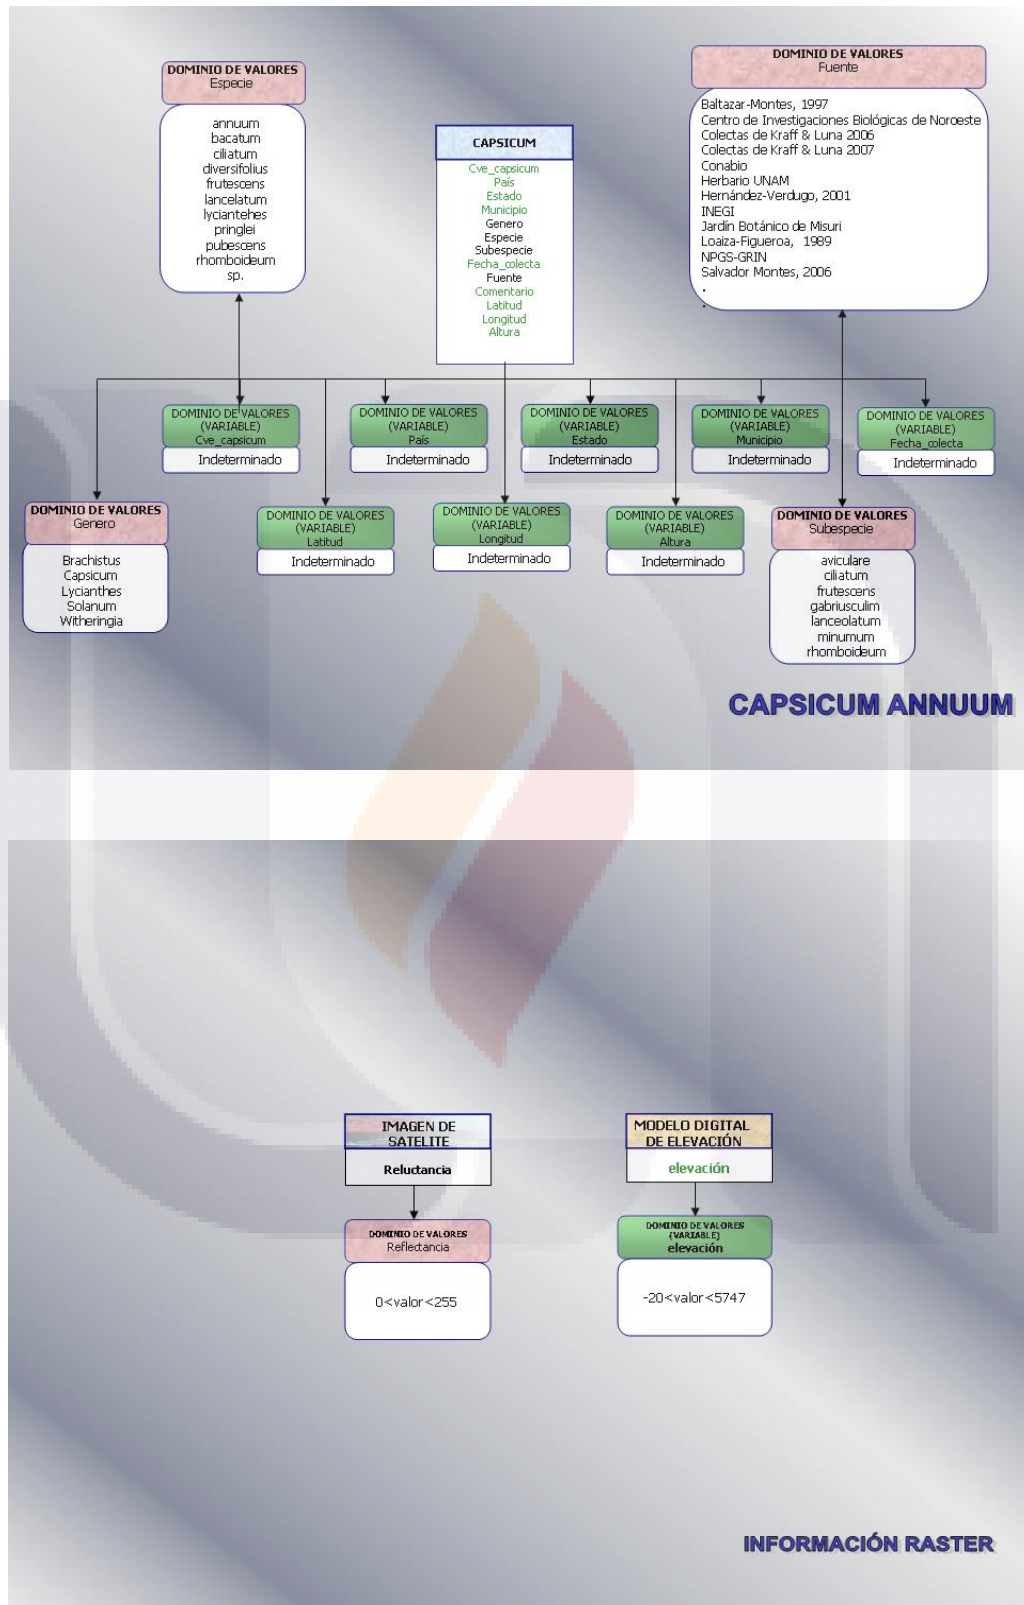 DOMINIO DE VALORES
Especie
annuum
bacatum
ciliatum
diversifolius
frutescens
lancelatum
lyciantehes
pringlei
pubescens
rhomboideum
sp.
CAPSICUM
Cve_capsicum
País
Estado
Municipio
Genero
Especie
Subespecie
Fecha_colecta
Fuente
Comentario
Latitud
Longitud
Altura
DOMINIO DE VALORES
Fuente
Baltazar-Montes, 1997
Centro de Investigaciones Biológicas de Noroeste
Colectas de Kraff & Luna 2006
Colectas de Kraff & Luna 2007
Conabio
Herbario UNAM
Hernández-Verdugo, 2001
INEGI
Jardín Botánico de Misuri
Loaiza-Figueroa, 1989
NPGS-GRIN
Salvador Montes, 2006
.
.
DOMINIO DE VALORES
(VARIABLE)
Cve_capsicum
Indeterminado
DOMINIO DE VALORES
(VARIABLE)
País
Indeterminado
DOMINIO DE VALORES
(VARIABLE)
Estado
Indeterminado
DOMINIO DE VALORES
(VARIABLE)
Municipio
Indeterminado
DOMINIO DE VALORES
(VARIABLE)
Fecha_colecta
Indeterminado
DOMINIO DE VALORES
Genero
Brachistus
Capsicum
Lycianthes
Solanum
Witheringia
DOMINIO DE VALORES
(VARIABLE)
Latitud
Indeterminado
DOMINIO DE VALORES
(VARIABLE)
Longitud
Indeterminado
DOMINIO DE VALORES
(VARIABLE)
Altura
Indeterminado
DOMINIO DE VALORES
Subespecie
aviculare
ciliatum
frutescens
gabriusculim
lanceolatum
minumum
rhomboideum
CAPSICUM ANNUUM
IMAGEN DE
SATELITE
Reluctancia
DOMINIO DE VALORES
Reflectancia
0<valor<255
MODELO DIGITAL
DE ELEVACIÓN
elevación
DOMINIO DE VALORES
(VARIABLE)
elevación
-20<valor<5747
INFORMACIÓN RASTER